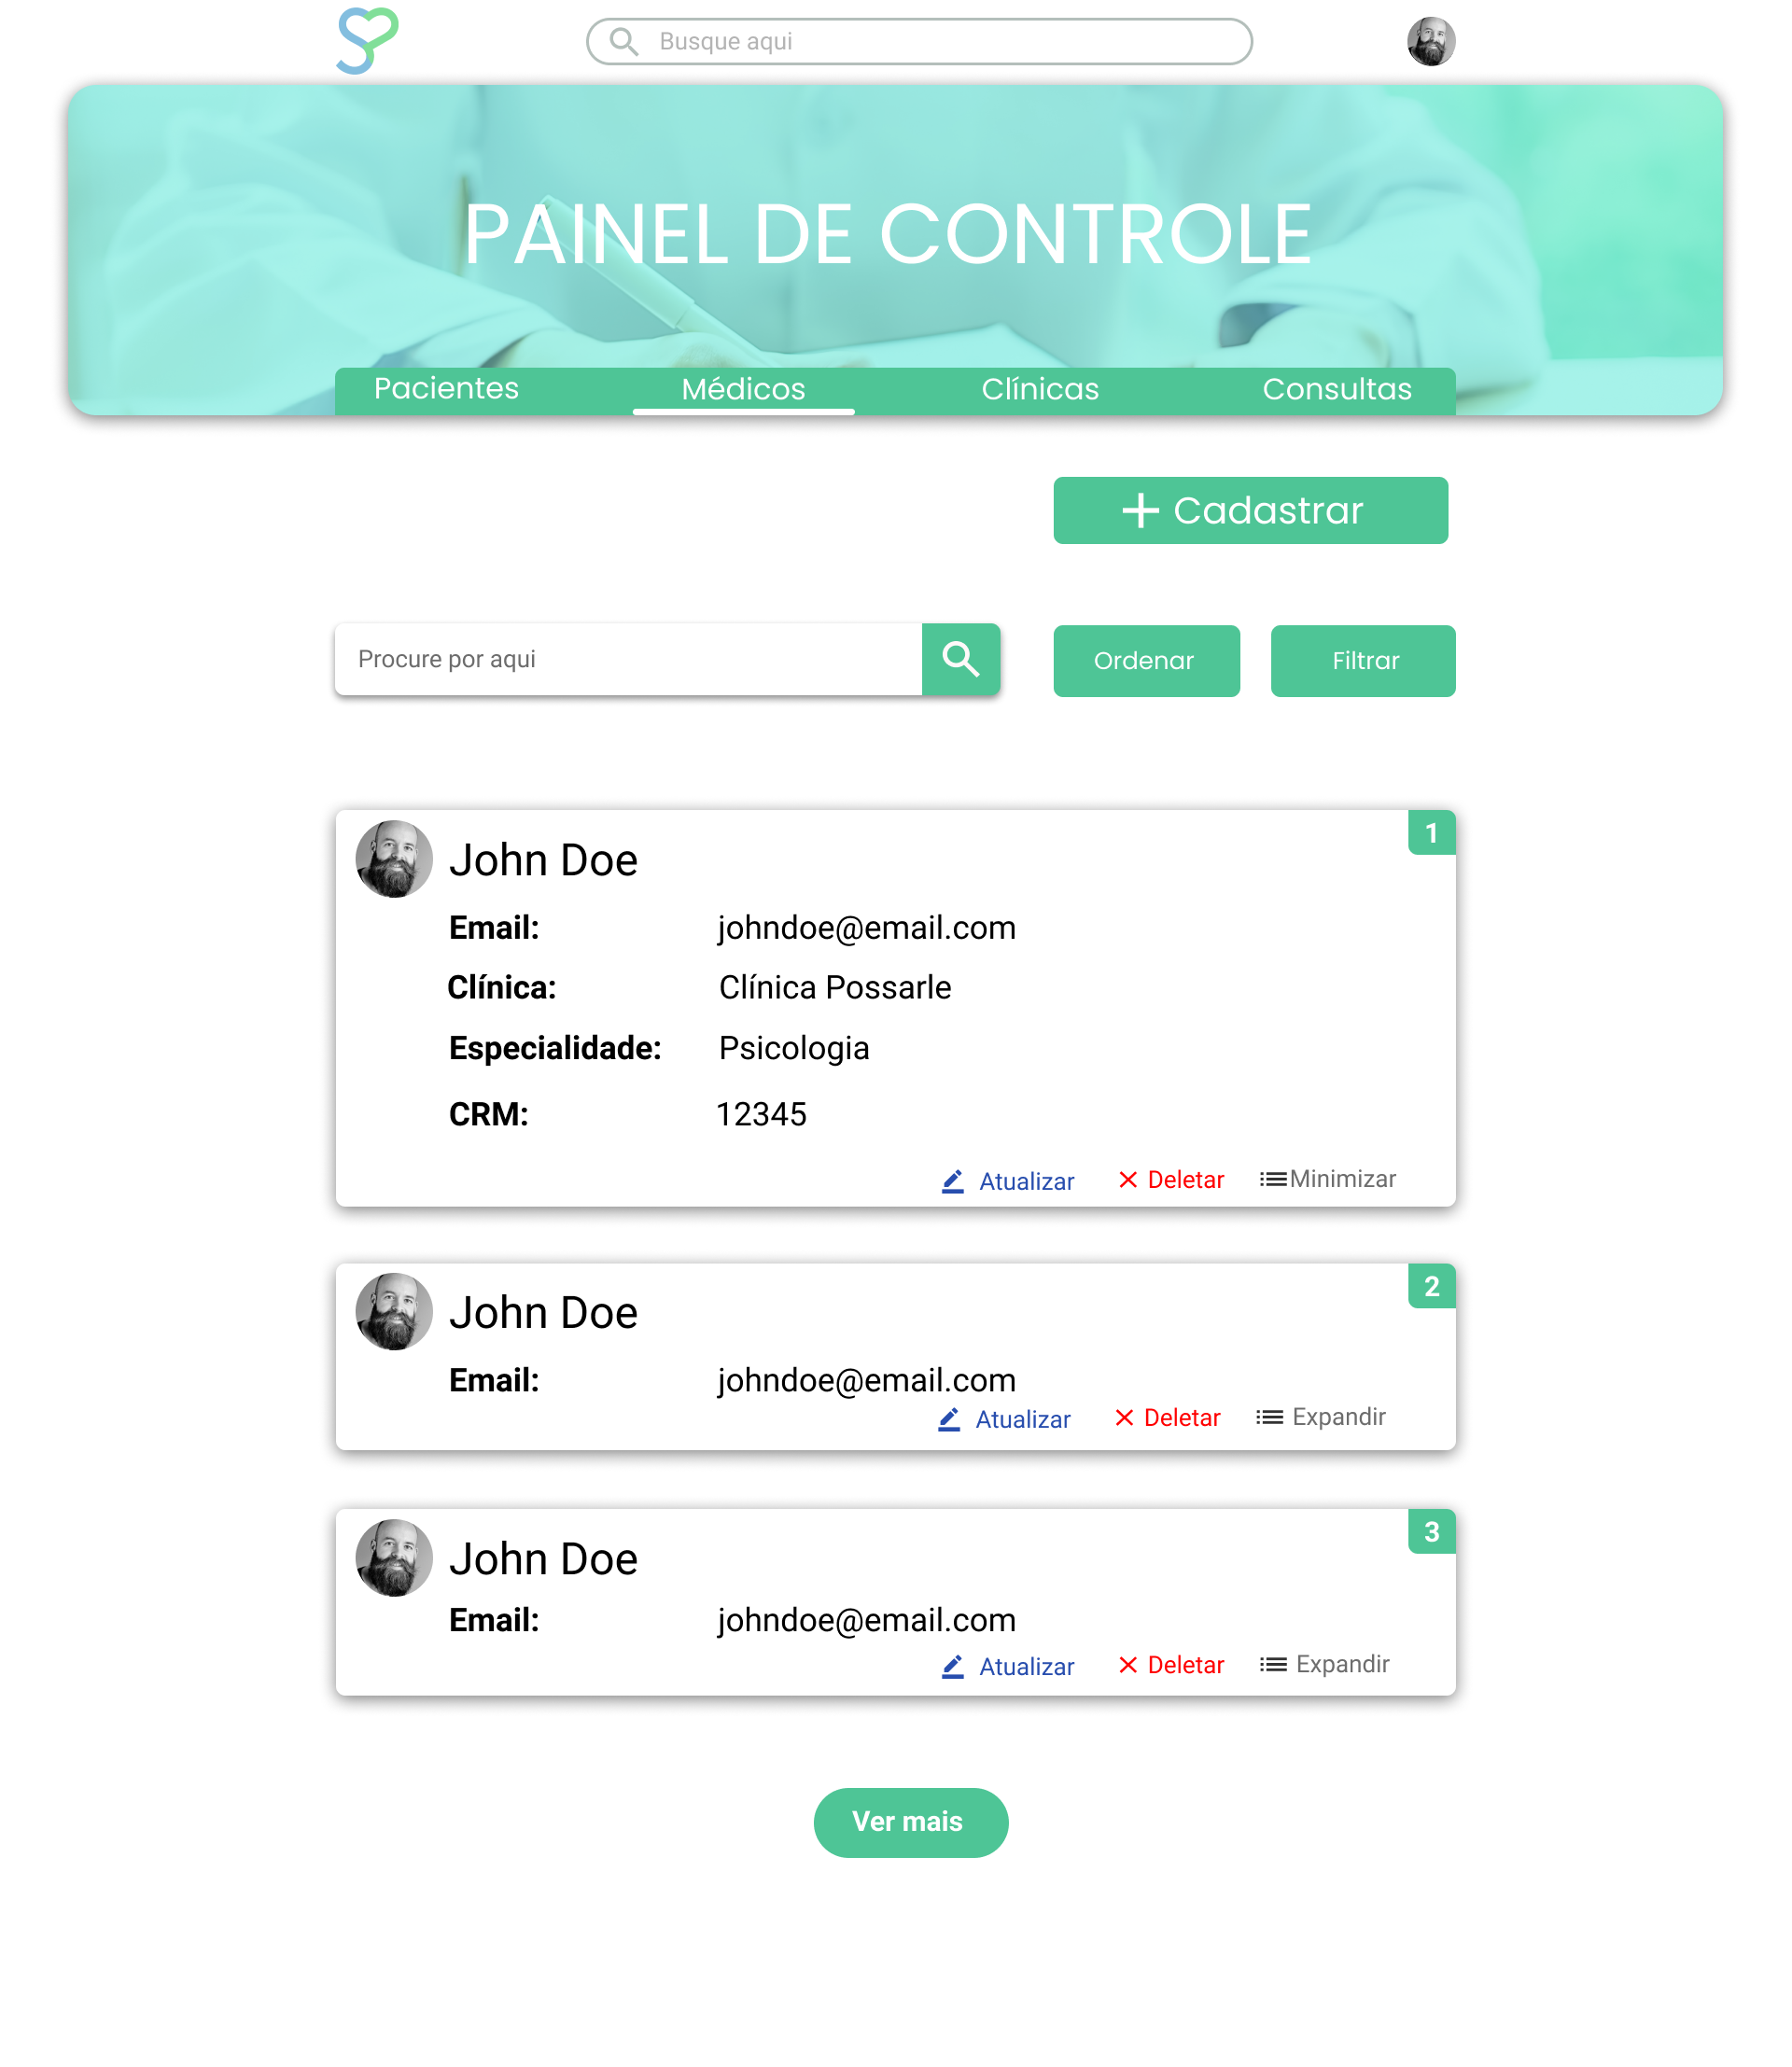 Busque aqui
PAINEL DE CONTROLE
Pacientes Médicos Clínicas Consultas
Cadastrar
Procure por aqui
Ordenar Filtrar
1
John Doe
Email: johndoe@email.com
Clínica: Clínica Possarle
Especialidade: Psicologia
CRM: 12345
Atualizar Deletar Minimizar
2
John Doe
Email: johndoe@email.com
Atualizar Deletar Expandir
3
John Doe
Email: johndoe@email.com
Atualizar Deletar Expandir
Ver mais